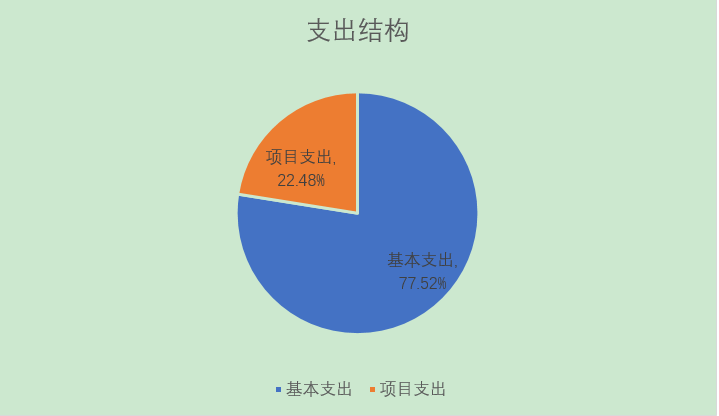 支出结构
项目支出,
22.48%
基本支出,
77.52%
基本支出 项目支出